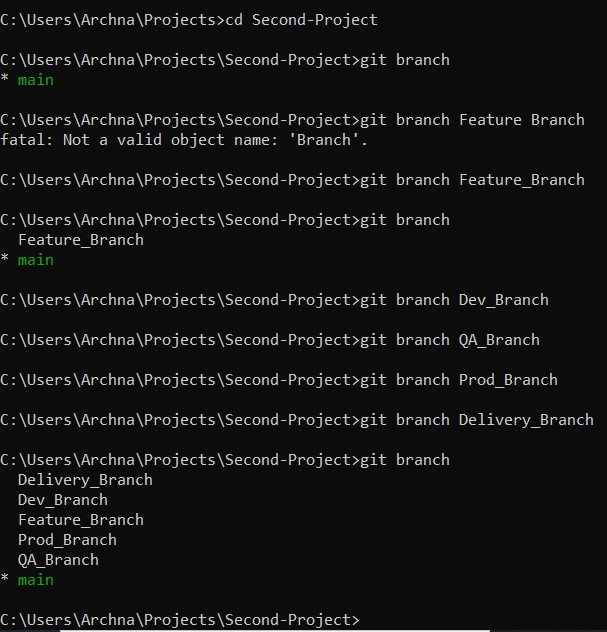 C:\Users\Archna\Projects>cd Second-Project
C:\Users\Archna\Projects\Second-Project>git branch
* main
C:\Users\Archna\Projects\Second-Project>git branch Feature Branch
fatal: Not a valid object name: 'Branch'.
C:\Users\Archna\Projects\Second-Project>git branch Feature_Branch
C:\Users\Archna\Projects\Second-Project>git branch
  Feature_Branch
* main
C:\Users\Archna\Projects\Second-Project>git branch Dev_Branch
C:\Users\Archna\Projects\Second-Project>git branch QA_Branch
C:\Users\Archna\Projects\Second-Project>git branch Prod_Branch
C:\Users\Archna\Projects\Second-Project>git branch Delivery_Branch
C:\Users\Archna\Projects\Second-Project>git branch
  Delivery_Branch
  Dev_Branch
  Feature_Branch
  Prod_Branch
  QA_Branch
* main
C:\Users\Archna\Projects\Second-Project>